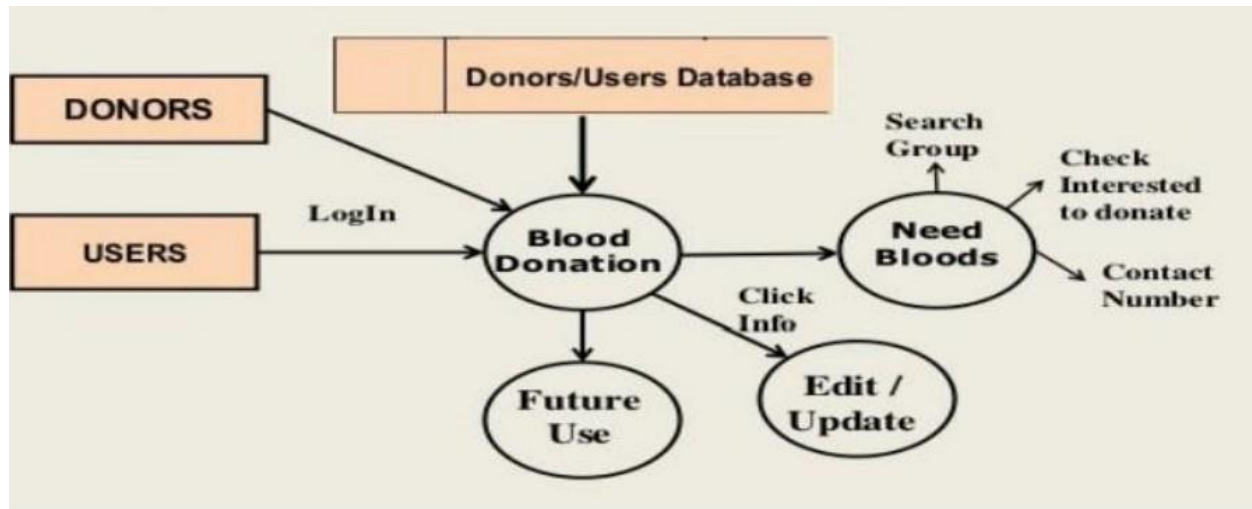 Donors/Users Database
DONORS
Search
Group
Check
Interested
to donate
LogIn
USERS
Blood
Donation
Need
Bloods
Contact
Number
Click
Info
Future
Use
Edit /
Update